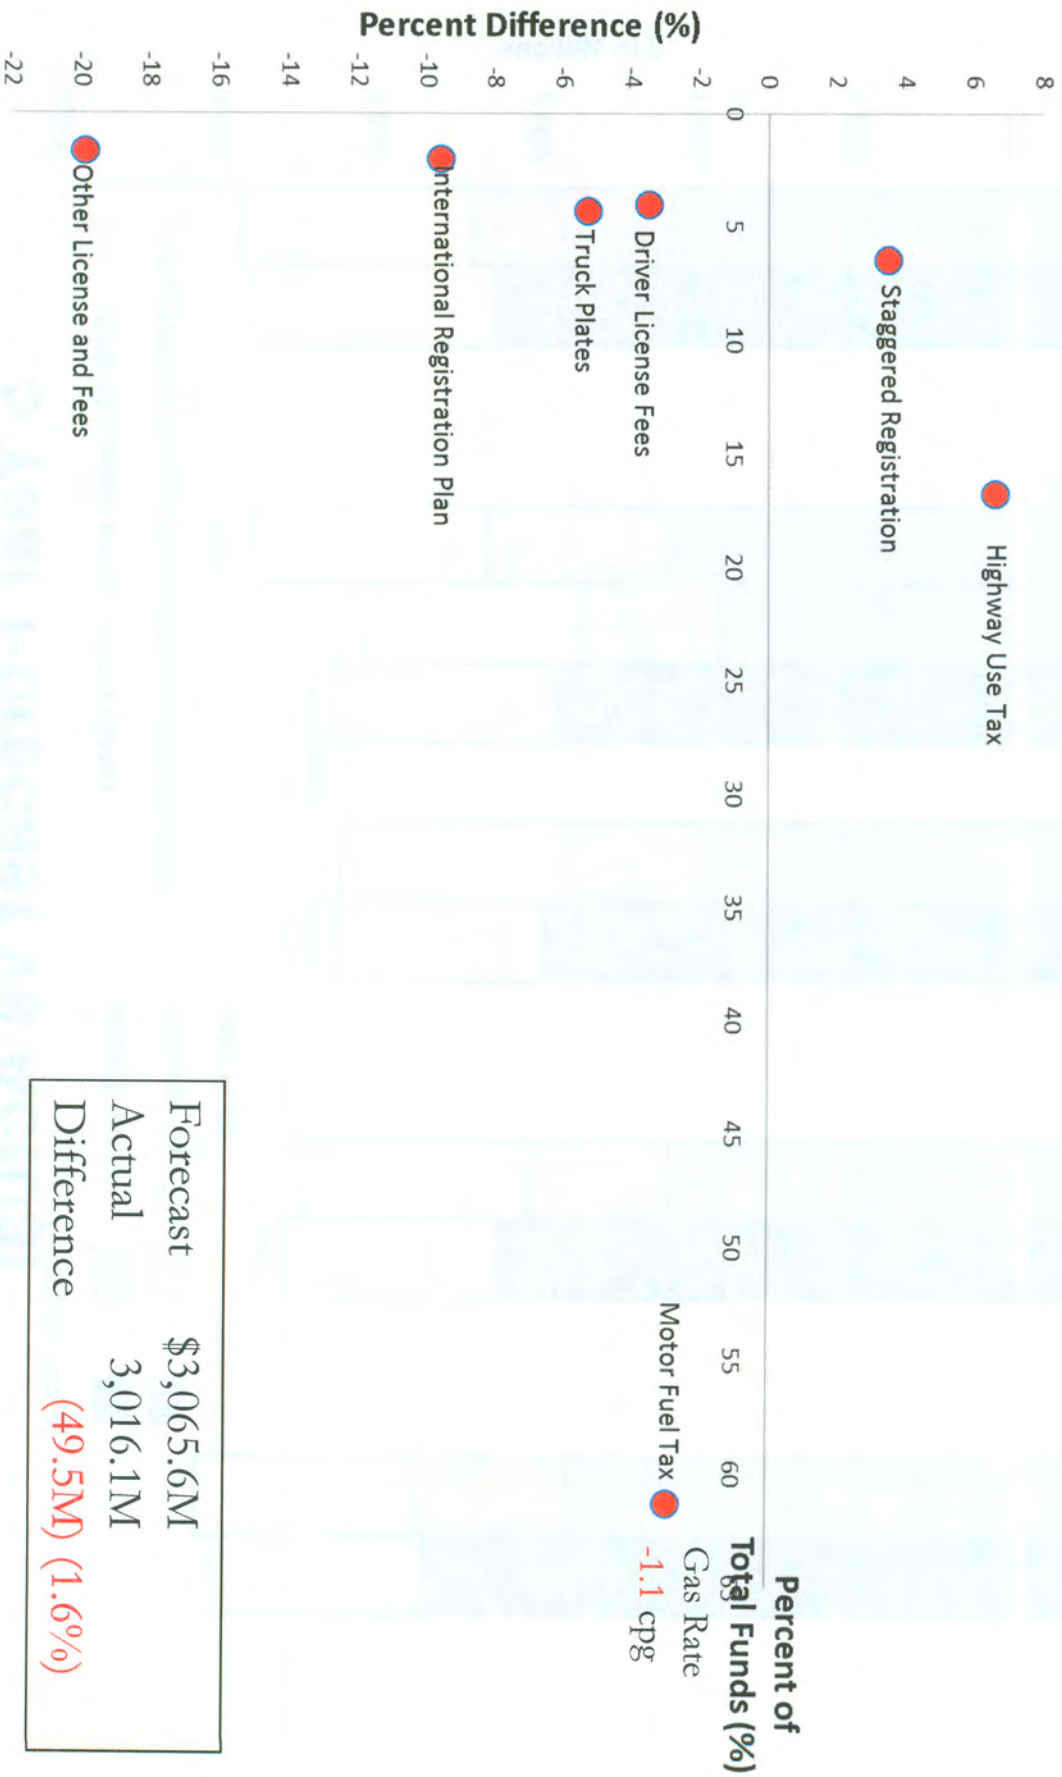 Percent Difference (%)
8
6
4
2
0
-2
-4
-6
-8
-10
-12
-14
-16
-18
-20
-22
0
5
10
15
20
25
30
35
40
45
50
55
60
65
Percent of
Total Funds (%)
Highway Use Tax
Staggered Registration
Driver License Fees
Truck Plates
International Registration Plan
Other License and Fees
Motor Fuel Tax
Gas Rate
-1.1 cpg
Forecast $3,065.6M
Actual 3,016.1M
Difference (49.5M) (1.6%)